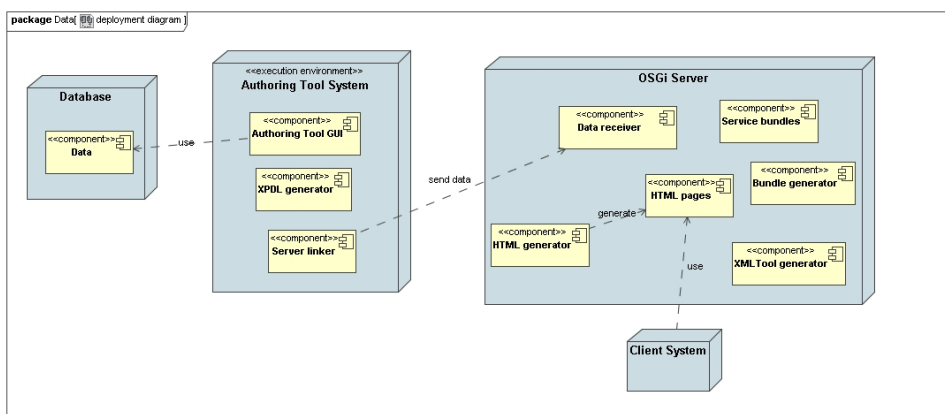 package Data[ deployment diagram ]
Database
<<component>>
Data
use
<<execution environment>>
Authoring Tool System
<<component>>
Authoring Tool GUI
<<component>>
XPDL generator
<<component>>
Server linker
send data
OSGi Server
<<component>>
Data receiver
<<component>>
Service bundles
<<component>>
HTML pages
<<component>>
Bundle generator
generate
<<component>>
HTML generator
<<component>>
XMLTool generator
use
Client System